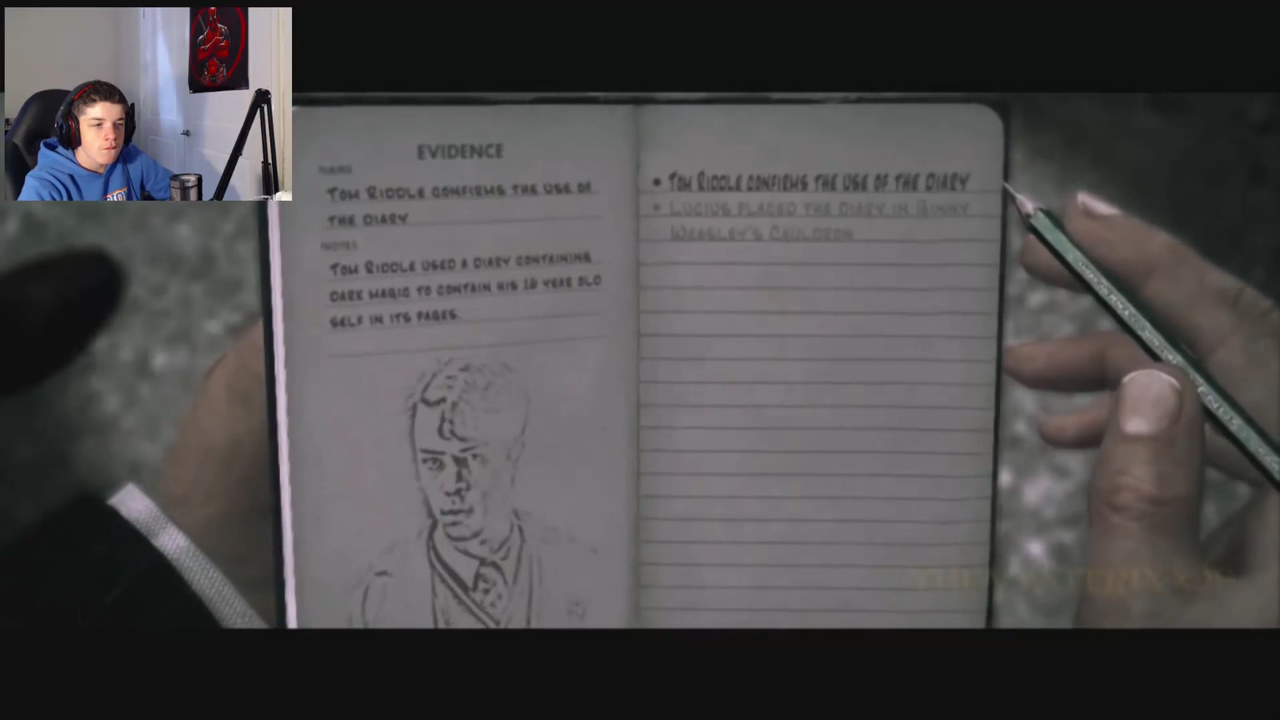 EVIDENCE
NAME
TOM RIDDLE CONFIRMS THE USE OF
THE DIARY
NOTES
TOM RIDDLE USED A DIARY CONTAINING
DARK MAGIC TO CONTAIN HIS 16 YEAR OLD
SELF IN ITS PAGES.
• TOM RIDDLE CONFIRMS THE USE OF THE DIARY
• LUCIUS PLACED THE DIARY IN GINNY
WEASLEY'S CAULDRON